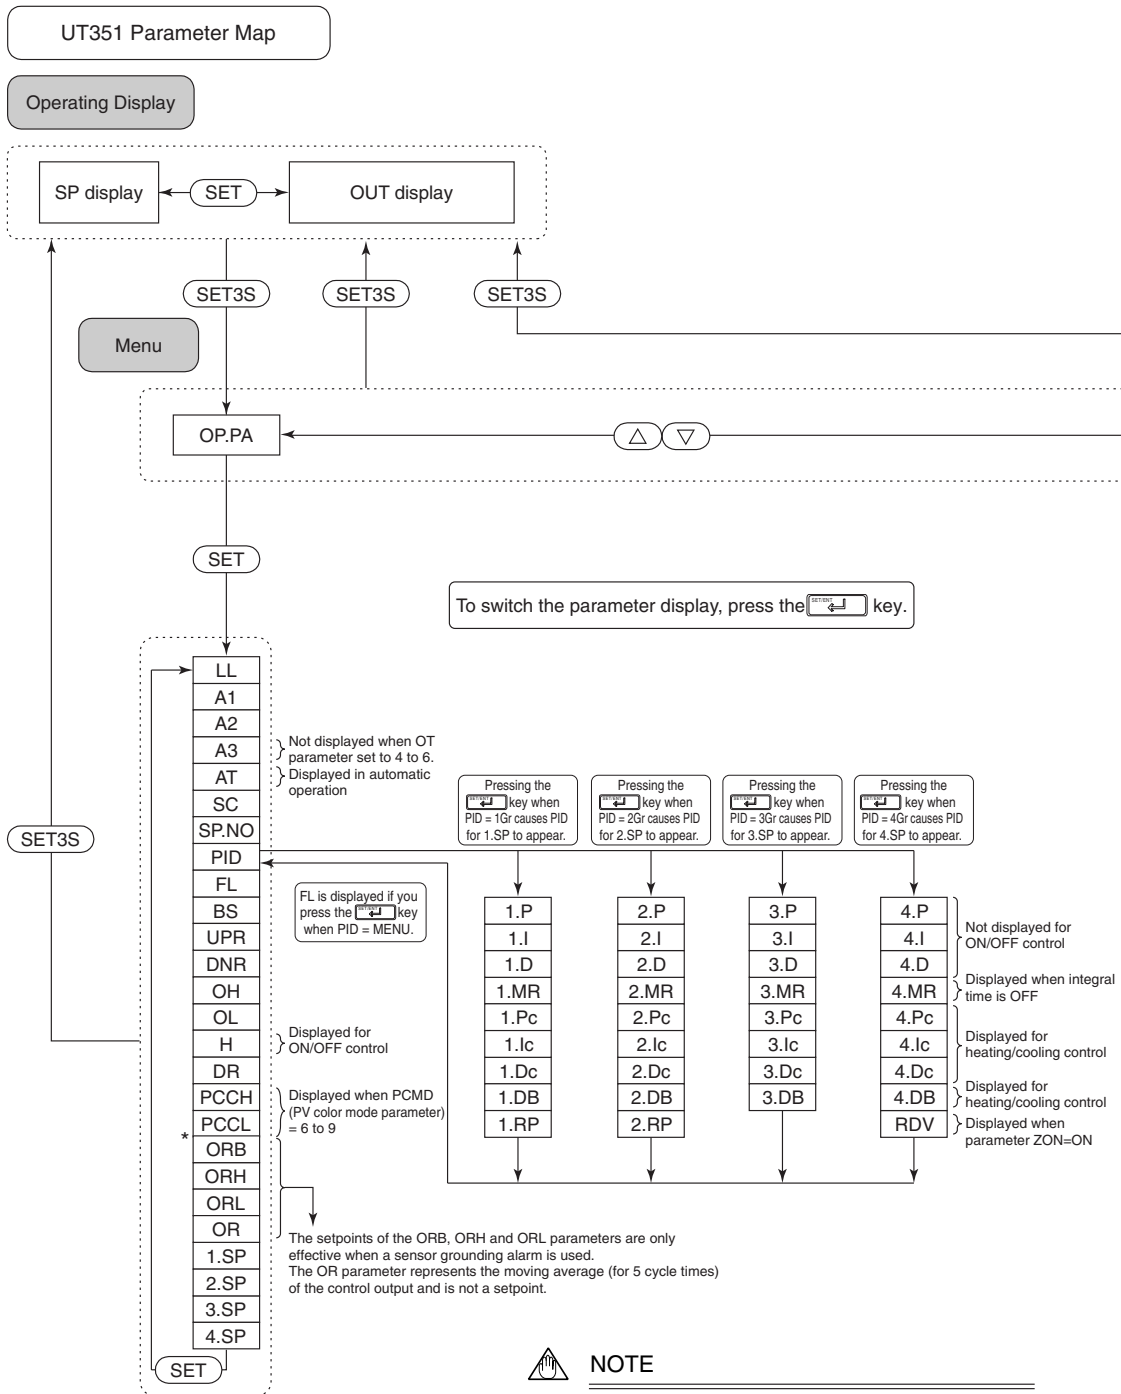 UT351 Parameter Map
Operating Display
SP display
SET
OUT display
SET3S
SET3S
SET3S
Menu
OP.PA
SET
To switch the parameter display, press the SET/ENT key.
LL
A1
A2
A3
Not displayed when OT
parameter set to 4 to 6.
AT
Displayed in automatic
operation
SC
SP.NO
PID
FL
BS
UPR
DNR
OH
OL
H
Displayed for
ON/OFF control
DR
PCCH
PCCL
Displayed when PCMD
(PV color mode parameter)
= 6 to 9
*
ORB
ORH
ORL
OR
1.SP
2.SP
3.SP
4.SP
SET
SET3S
FL is displayed if you
press the SET/ENT key
when PID = MENU.
Pressing the
SET/ENT key when
PID = 1Gr causes PID
for 1.SP to appear.
Pressing the
SET/ENT key when
PID = 2Gr causes PID
for 2.SP to appear.
Pressing the
SET/ENT key when
PID = 3Gr causes PID
for 3.SP to appear.
Pressing the
SET/ENT key when
PID = 4Gr causes PID
for 4.SP to appear.
1.P
1.I
1.D
1.MR
1.Pc
1.Ic
1.Dc
1.DB
1.RP
2.P
2.I
2.D
2.MR
2.Pc
2.Ic
2.Dc
2.DB
2.RP
3.P
3.I
3.D
3.MR
3.Pc
3.Ic
3.Dc
3.DB
4.P
4.I
4.D
4.MR
4.Pc
4.Ic
4.Dc
4.DB
RDV
Not displayed for
ON/OFF control
Displayed when integral
time is OFF
Displayed for
heating/cooling control
Displayed for
heating/cooling control
Displayed when
parameter ZON=ON
The setpoints of the ORB, ORH and ORL parameters are only
effective when a sensor grounding alarm is used.
The OR parameter represents the moving average (for 5 cycle times)
of the control output and is not a setpoint.
NOTE